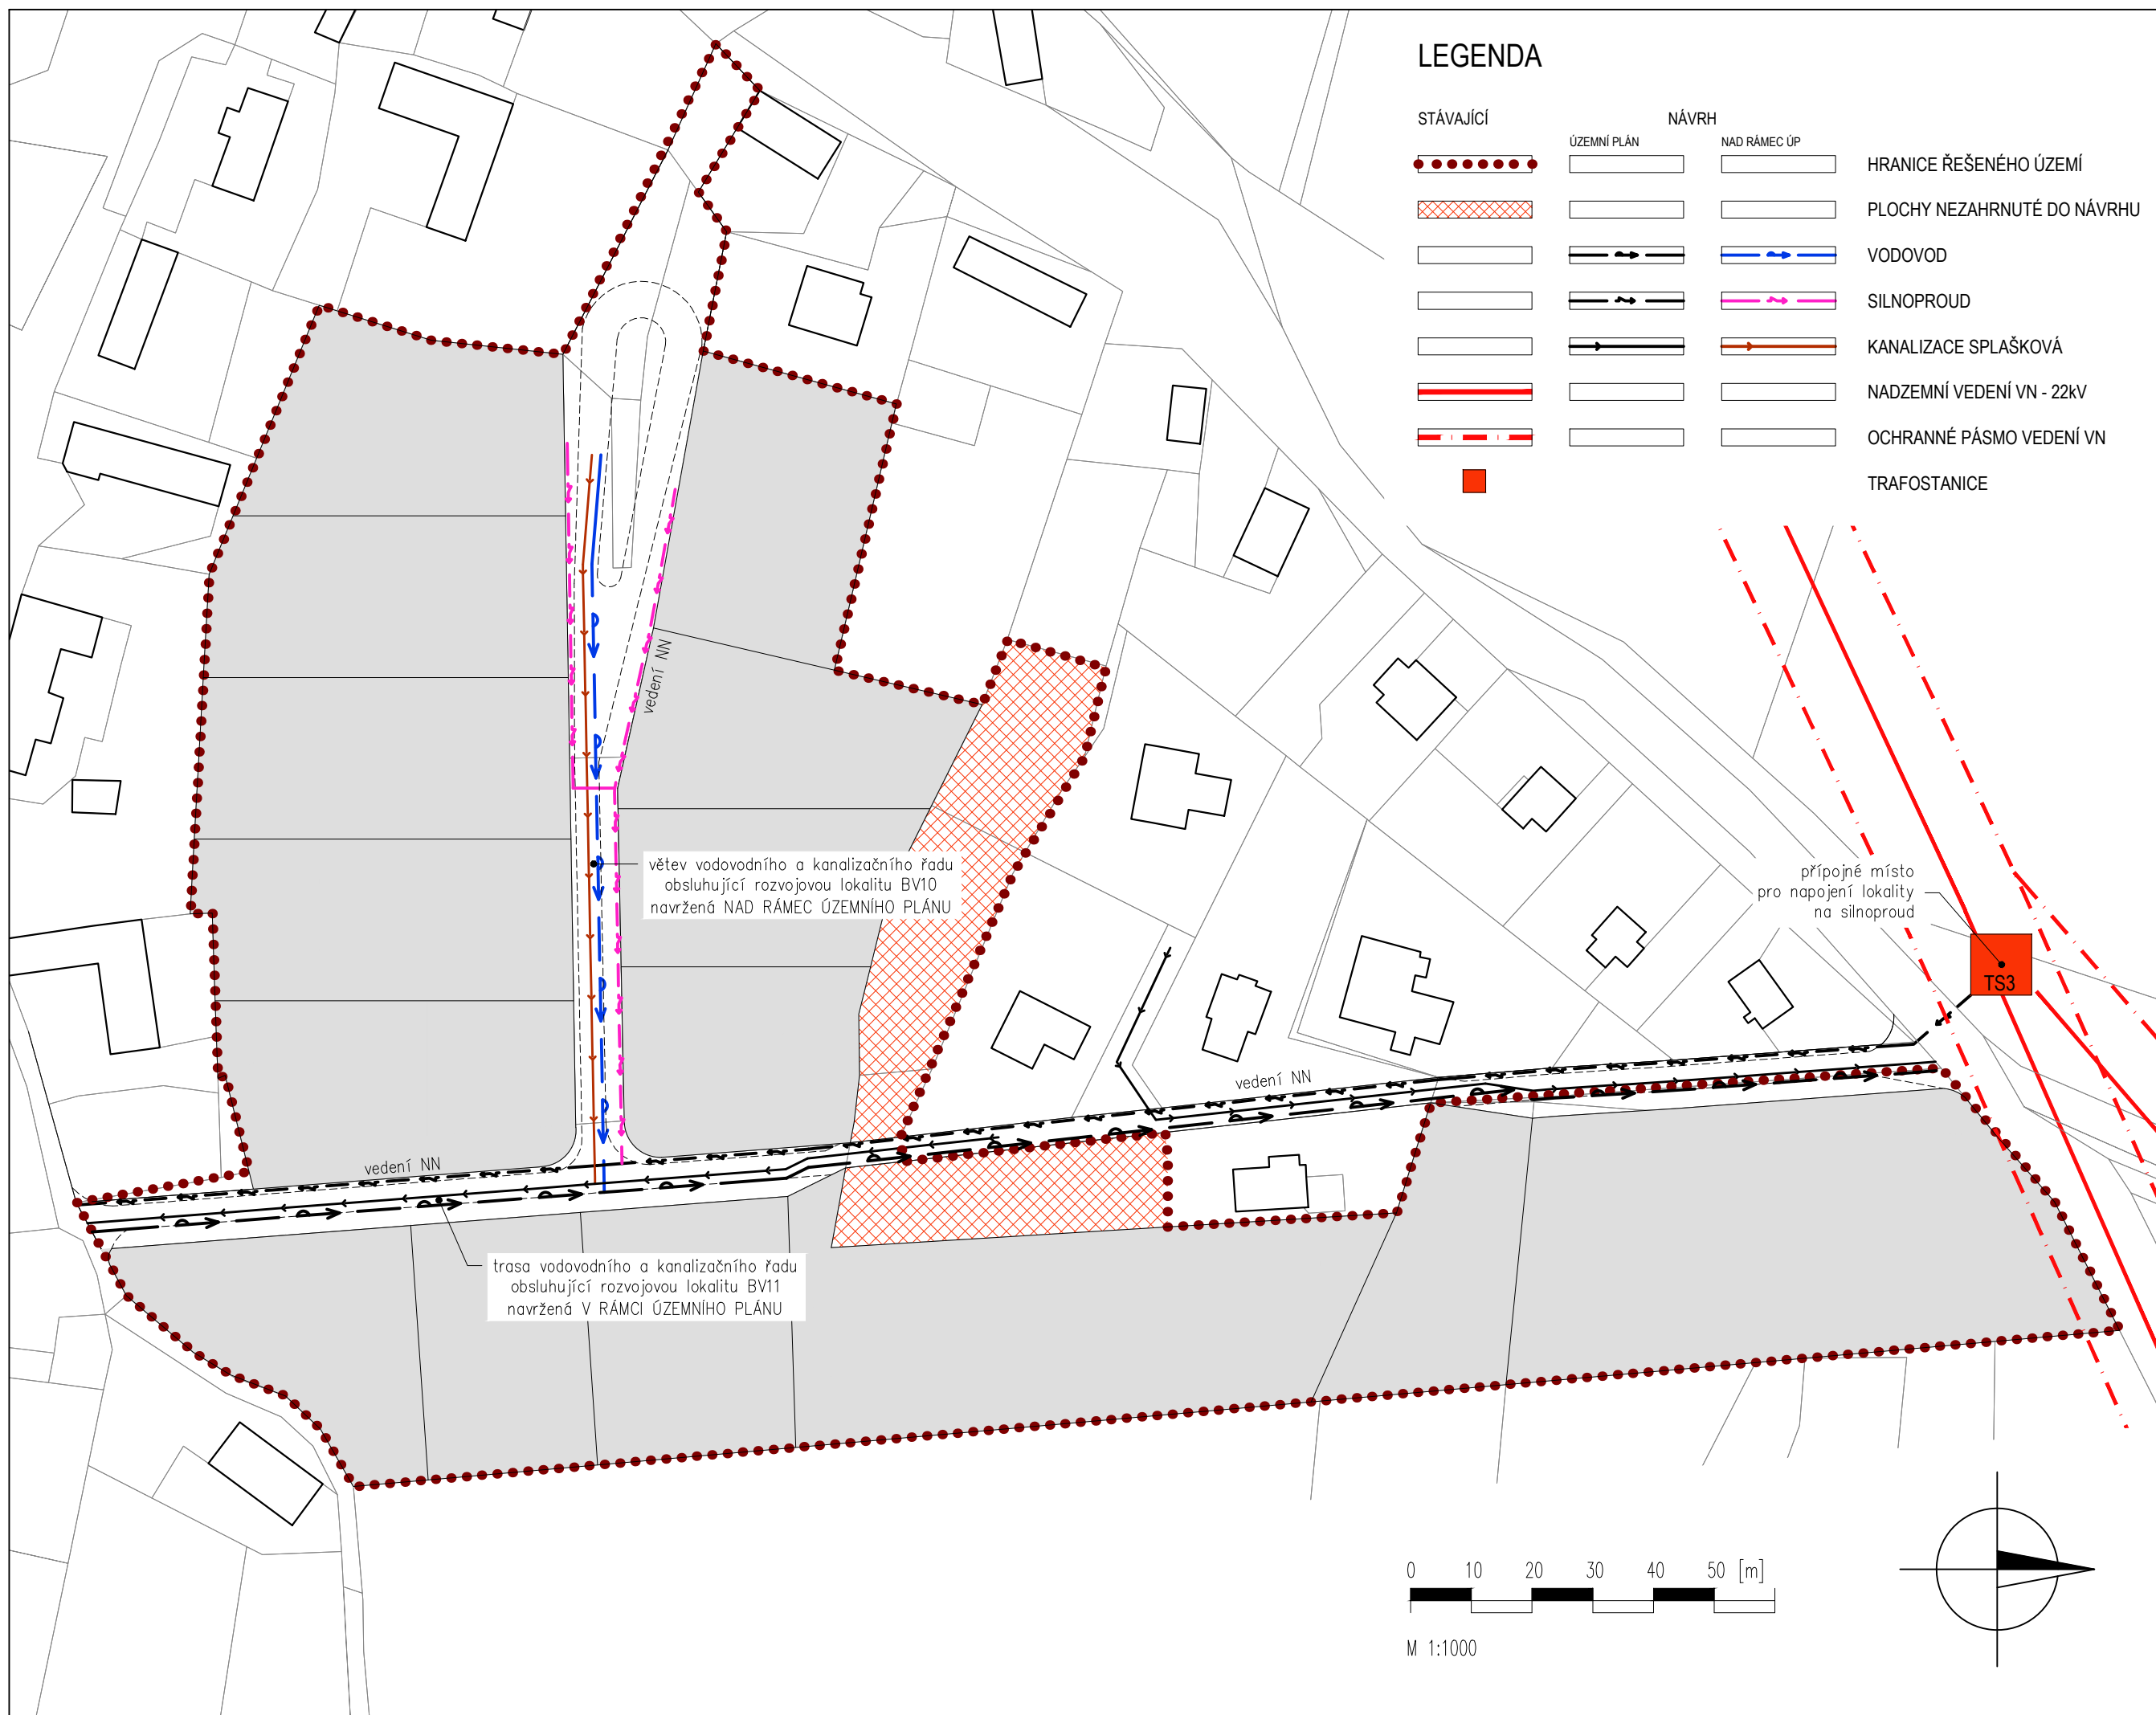 LEGENDA
STÁVAJÍCÍ
NÁVRH
ÚZEMNÍ PLÁN
NAD RÁMEC ÚP
HRANICE ŘEŠENÉHO ÚZEMÍ
PLOCHY NEZAHRNUTÉ DO NÁVRHU
VODOVOD
SILNOPROUD
KANALIZACE SPLAŠKOVÁ
NADZEMNÍ VEDENÍ VN - 22kV
OCHRANNÉ PÁSMO VEDENÍ VN
TRAFOSTANICE
vedení NN
větev vodovodního a kanalizačního řadu
obsluhující rozvojovou lokalitu BV10
navržená NAD RÁMEC ÚZEMNÍHO PLÁNU
přípojné místo
pro napojení lokality
na silnoproud
TS3
vedení NN
vedení NN
trasa vodovodního a kanalizačního řadu
obsluhující rozvojovou lokalitu BV11
navržená V RÁMCI ÚZEMNÍHO PLÁNU
0 10 20 30 40 50 [m]
M 1:1000